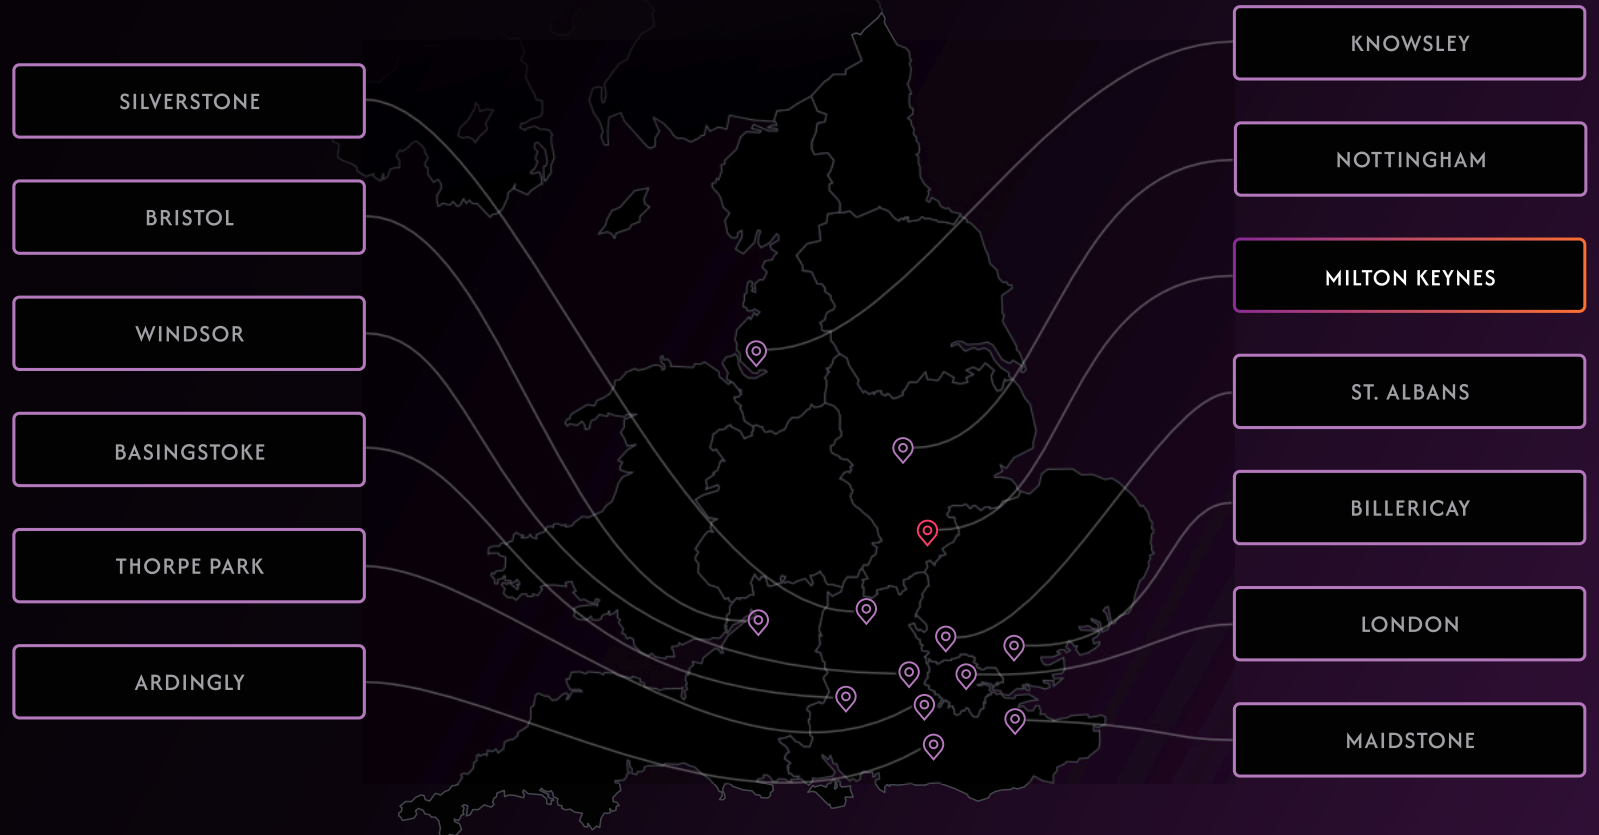 SILVERSTONE
BRISTOL
WINDSOR
BASINGSTOKE
THORPE PARK
ARDINGLY
KNOWSLEY
NOTTINGHAM
MILTON KEYNES
ST. ALBANS
BILLERICAY
LONDON
MAIDSTONE